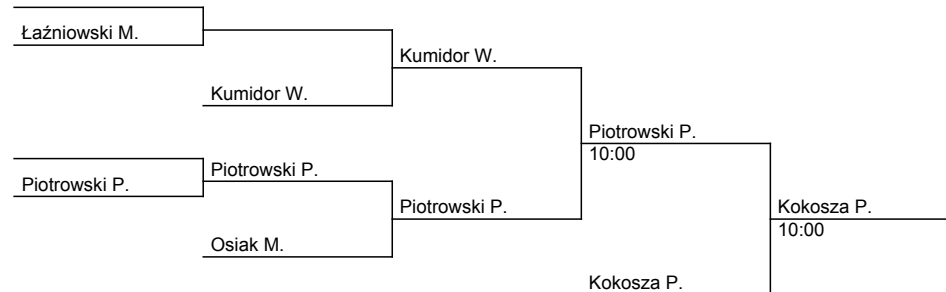 Łaźniowski M.
Kumidor W.
Kumidor W.
Piotrowski P.
10:00
Piotrowski P.
Piotrowski P.
Piotrowski P.
Kokosza P.
10:00
Osiak M.
Kokosza P.